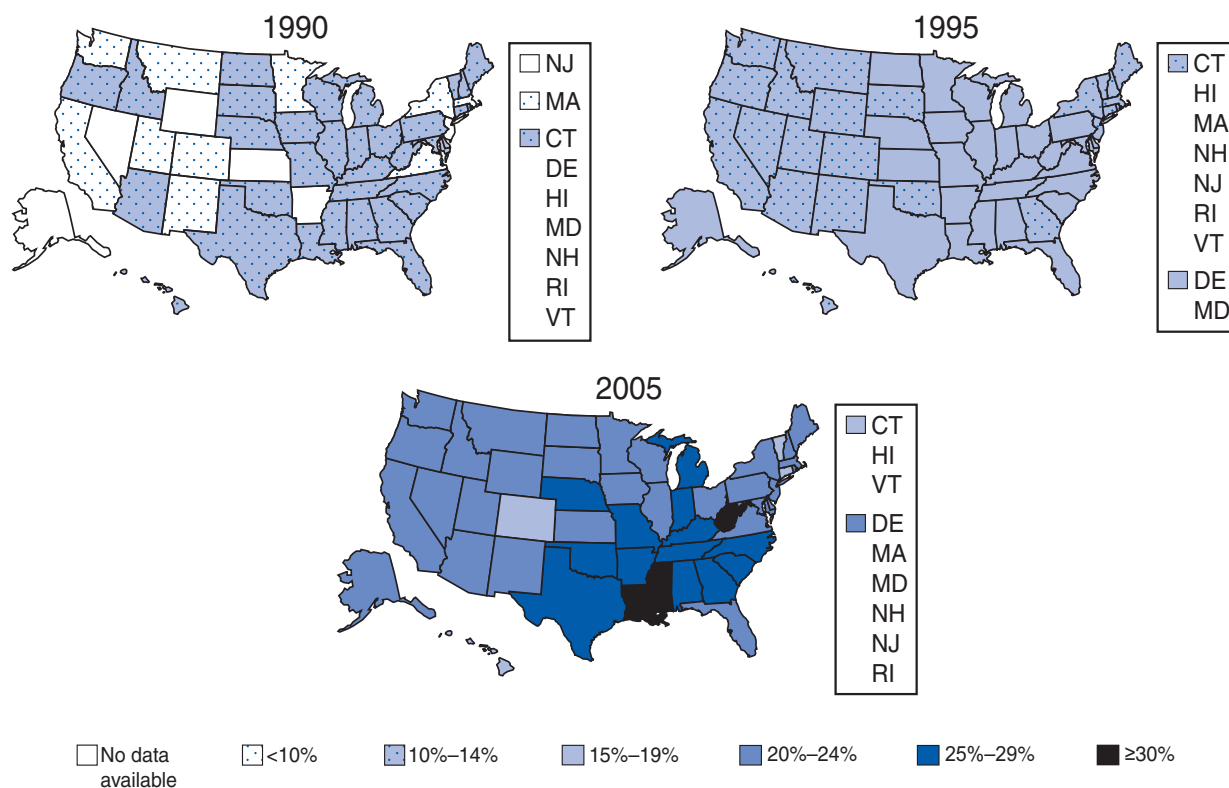 1990
NJ
MA
CT
DE
HI
MD
NH
RI
VT
1995
CT
HI
MA
NH
NJ
RI
VT
DE
MD
2005
CT
HI
VT
DE
MA
MD
NH
NJ
RI
No data
available
<10%
10%–14%
15%–19%
20%–24%
25%–29%
≥30%